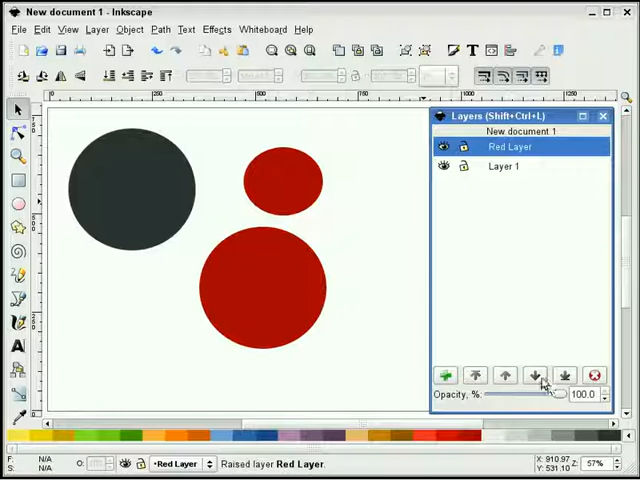 New document 1 - Inkscape
File Edit View Layer Object Path Text Effects Whiteboard Help
Layers (Shift+Ctrl+L)
New document 1
Red Layer
Layer 1
Opacity, %: 100.0
F: N/A
S: N/A
O:
•Red Layer
Raised layer Red Layer.
X: 910.97
Y: 531.10
Z: 57%